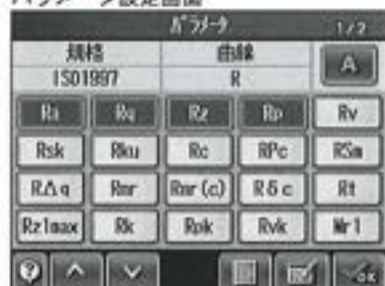 パラメータ設定画面
パラメータ 1/2
規格 曲線 A
ISO1997 R
Ra Rq Rz Rp Rv
Rsk Rku Rc RPc RSm
RΔq Rmr Rmr(c) Rδc Rt
Rz1max Rk Rpk Rvk Mr1
? OK